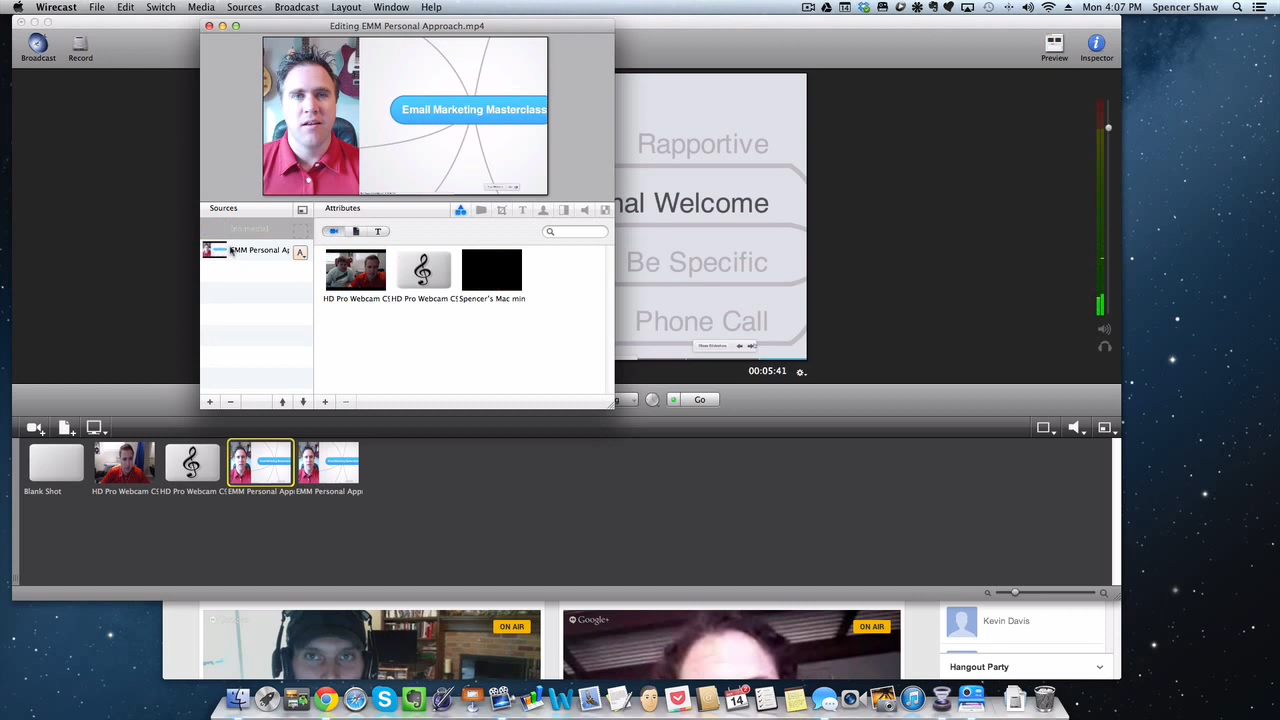 Wirecast File Edit Switch Media Sources Broadcast Layout Window Help
14 Mon 4:07 PM Spencer Shaw
Editing EMM Personal Approach.mp4
Broadcast Record
Preview Inspector
Email Marketing Masterclass
Rapportive
nal Welcome
Be Specific
Phone Call
Sources Attributes
EMM Personal Ap
HD Pro Webcam C HD Pro Webcam C Spencer's Mac min
00:05:41
Go
Blank Shot HD Pro Webcam C HD Pro Webcam C EMM Personal App EMM Personal App
Google+ ON AIR
Google+ ON AIR
Kevin Davis
Hangout Party
14